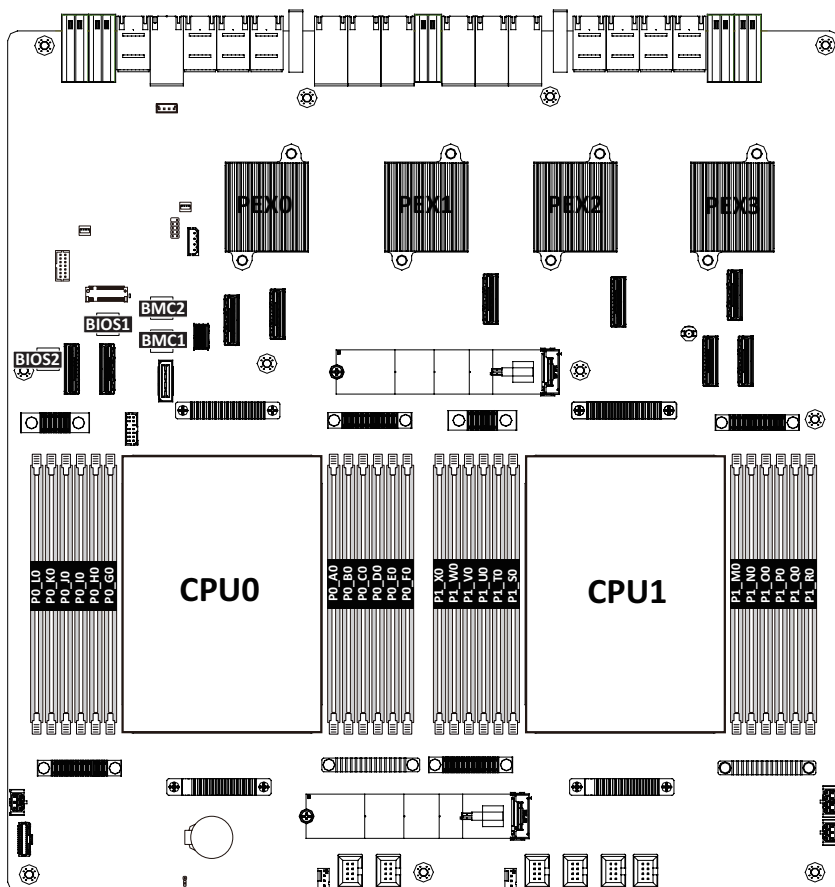 PEX0 PEX1 PEX2 PEX3
BMC2
BIOS1
BMC1
BIOS2
P0_L0
P0_K0
P0_J0
P0_I0
P0_H0
P0_G0
CPU0
P0_A0
P0_B0
P0_C0
P0_D0
P0_E0
P0_F0
P1_X0
P1_W0
P1_V0
P1_U0
P1_T0
P1_S0
CPU1
P1_M0
P1_N0
P1_O0
P1_P0
P1_Q0
P1_R0